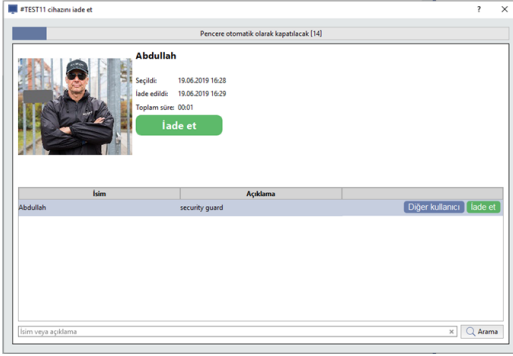 #TEST11 cihazını iade et
Pencere otomatik olarak kapatılacak [14]
Abdullah
Seçildi: 19.06.2019 16:28
İade edildi: 19.06.2019 16:29
Toplam süre: 00:01
İade et
İsim Açıklama
Abdullah security guard Diğer kullanıcı İade et
İsim veya açıklama Arama